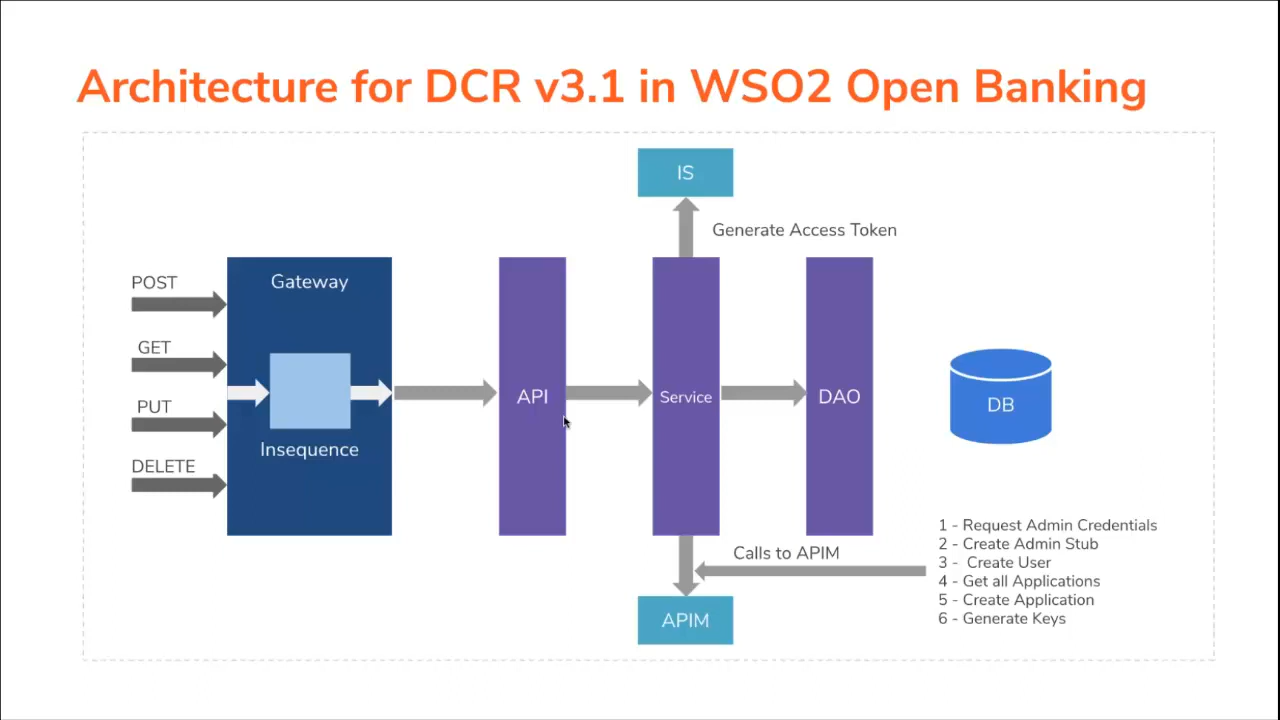 Architecture for DCR v3.1 in WSO2 Open Banking
IS
Generate Access Token
POST
GET
PUT
DELETE
Gateway
Insequence
API
Service
DAO
DB
Calls to APIM
APIM
1 - Request Admin Credentials
2 - Create Admin Stub
3 - Create User
4 - Get all Applications
5 - Create Application
6 - Generate Keys